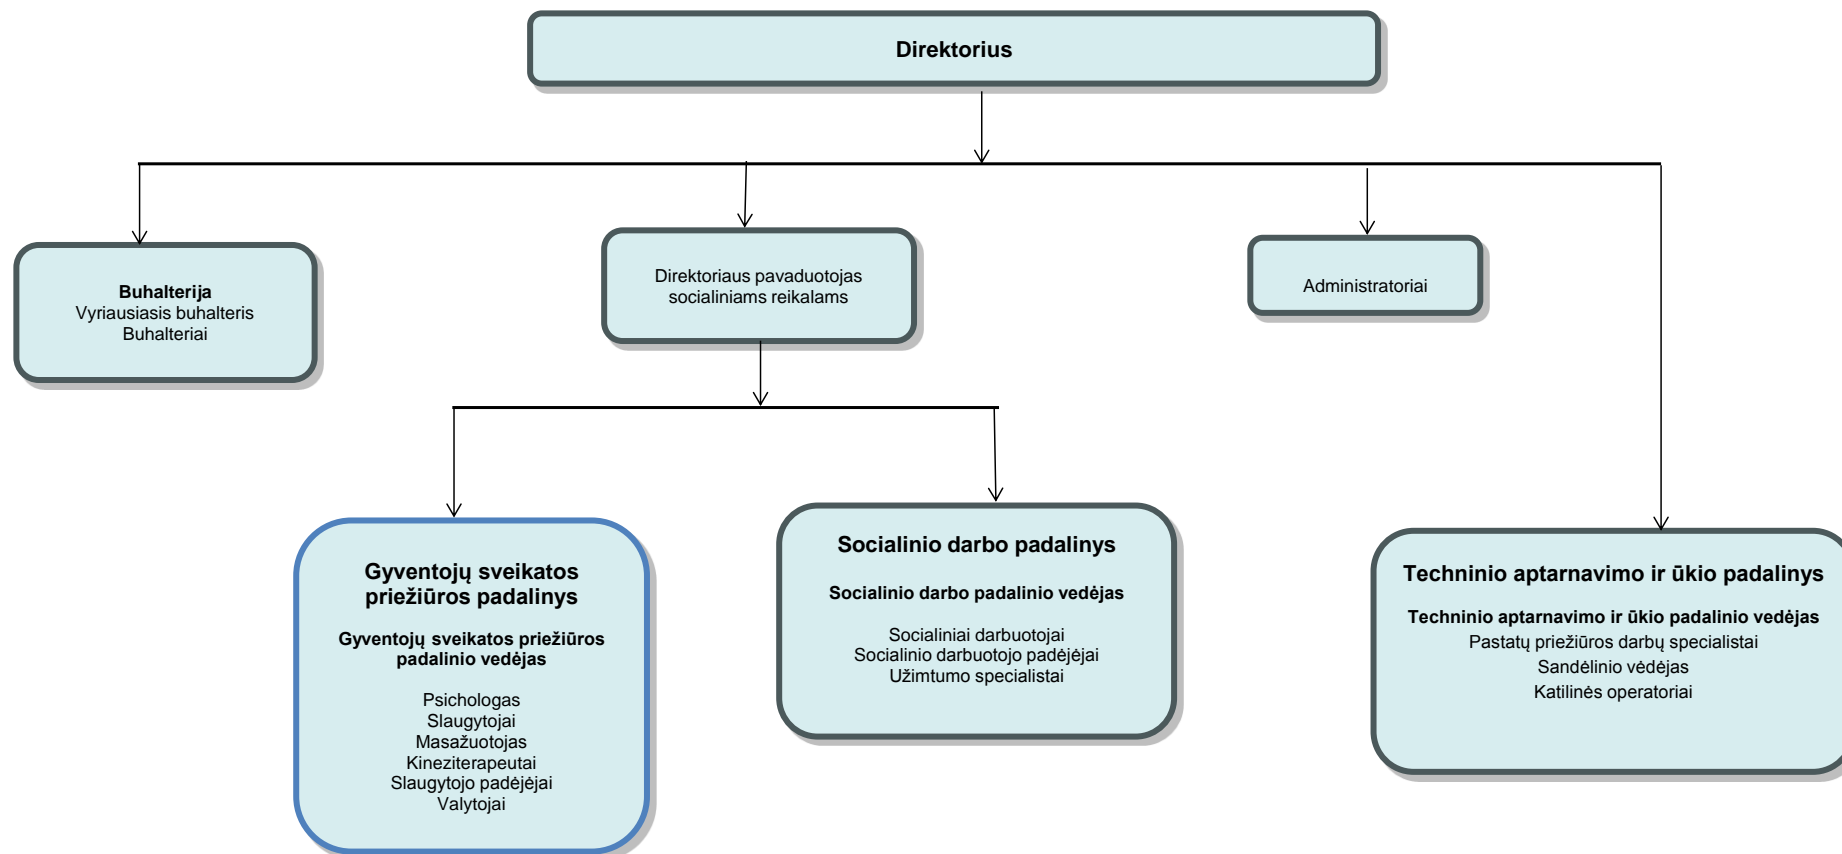 Direktorius
Buhalterija
Vyriausiasis buhalteris
Buhalteriai
Direktoriaus pavaduotojas
socialiniams reikalams
Administratoriai
Gyventojų sveikatos
priežiūros padalinys
Gyventojų sveikatos priežiūros
padalinio vedėjas
Psichologas
Slaugytojai
Masažuotojas
Kineziterapeutai
Slaugytojo padėjėjai
Valytojai
Socialinio darbo padalinys
Socialinio darbo padalinio vedėjas
Socialiniai darbuotojai
Socialinio darbuotojo padėjėjai
Užimtumo specialistai
Techninio aptarnavimo ir ūkio padalinys
Techninio aptarnavimo ir ūkio padalinio vedėjas
Pastatų priežiūros darbų specialistai
Sandėlinio vėdėjas
Katilinės operatoriai